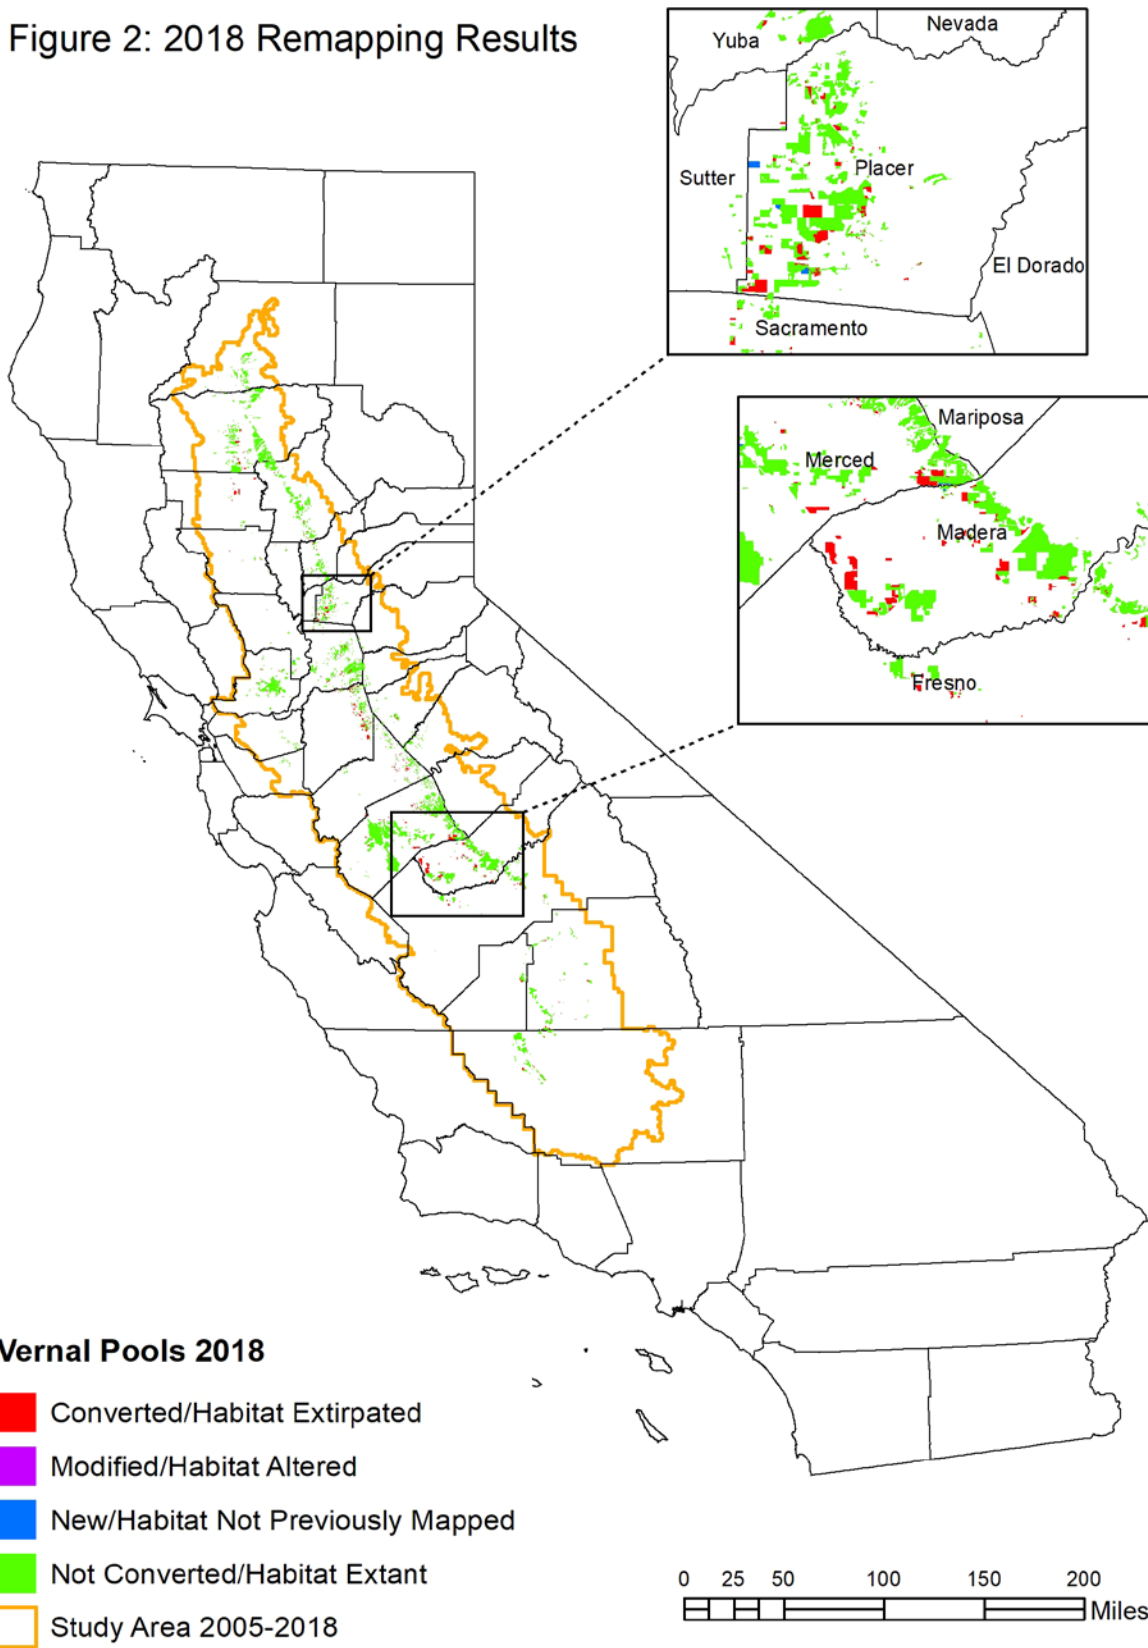 Figure 2: 2018 Remapping Results
Yuba
Nevada
Sutter
Placer
El Dorado
Sacramento
Mariposa
Merced
Madera
Fresno
Vernal Pools 2018
Converted/Habitat Extirpated
Modified/Habitat Altered
New/Habitat Not Previously Mapped
Not Converted/Habitat Extant
Study Area 2005-2018
0 25 50 100 150 200
Miles